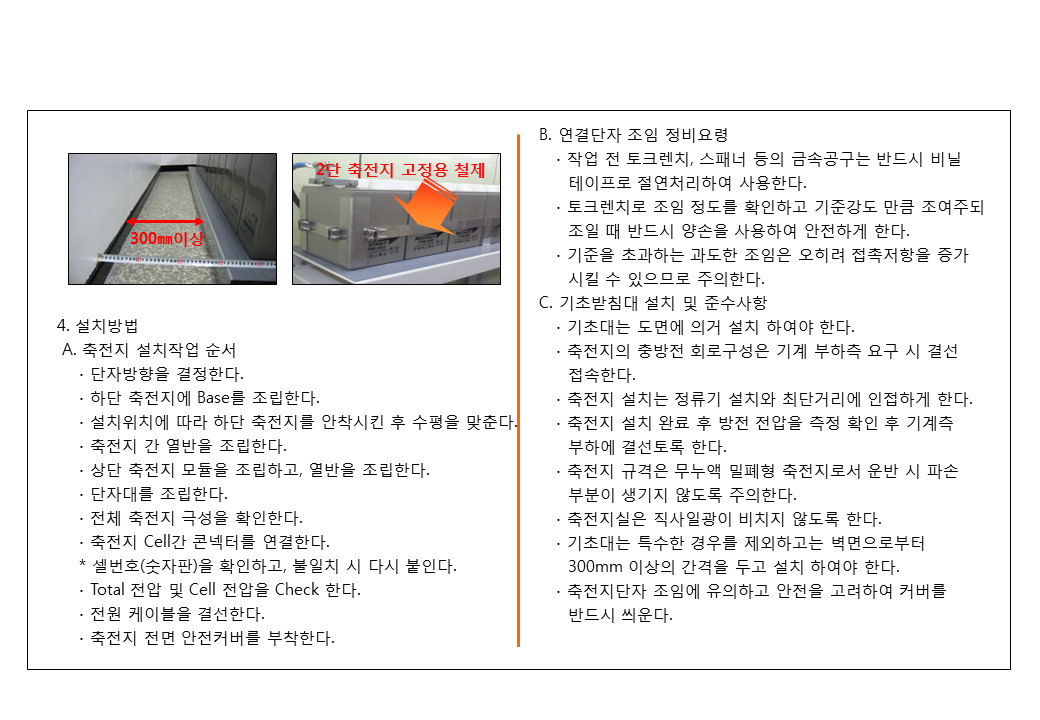 300㎜이상
2단 축전지 고정용 철제
4. 설치방법
A. 축전지 설치작업 순서
· 단자방향을 결정한다.
· 하단 축전지에 Base를 조립한다.
· 설치위치에 따라 하단 축전지를 안착시킨 후 수평을 맞춘다.
· 축전지 간 열반을 조립한다.
· 상단 축전지 모듈을 조립하고, 열반을 조립한다.
· 단자대를 조립한다.
· 전체 축전지 극성을 확인한다.
· 축전지 Cell간 콘넥터를 연결한다.
* 셀번호(숫자판)을 확인하고, 불일치 시 다시 붙인다.
· Total 전압 및 Cell 전압을 Check 한다.
· 전원 케이블을 결선한다.
· 축전지 전면 안전커버를 부착한다.
B. 연결단자 조임 정비요령
· 작업 전 토크렌치, 스패너 등의 금속공구는 반드시 비닐
테이프로 절연처리하여 사용한다.
· 토크렌치로 조임 정도를 확인하고 기준강도 만큼 조여주되
조일 때 반드시 양손을 사용하여 안전하게 한다.
· 기준을 초과하는 과도한 조임은 오히려 접촉저항을 증가
시킬 수 있으므로 주의한다.
C. 기초받침대 설치 및 준수사항
· 기초대는 도면에 의거 설치 하여야 한다.
· 축전지의 충방전 회로구성은 기계 부하측 요구 시 결선
접속한다.
· 축전지 설치는 정류기 설치와 최단거리에 인접하게 한다.
· 축전지 설치 완료 후 방전 전압을 측정 확인 후 기계측
부하에 결선토록 한다.
· 축전지 규격은 무누액 밀폐형 축전지로서 운반 시 파손
부분이 생기지 않도록 주의한다.
· 축전지실은 직사일광이 비치지 않도록 한다.
· 기초대는 특수한 경우를 제외하고는 벽면으로부터
300mm 이상의 간격을 두고 설치 하여야 한다.
· 축전지단자 조임에 유의하고 안전을 고려하여 커버를
반드시 씌운다.